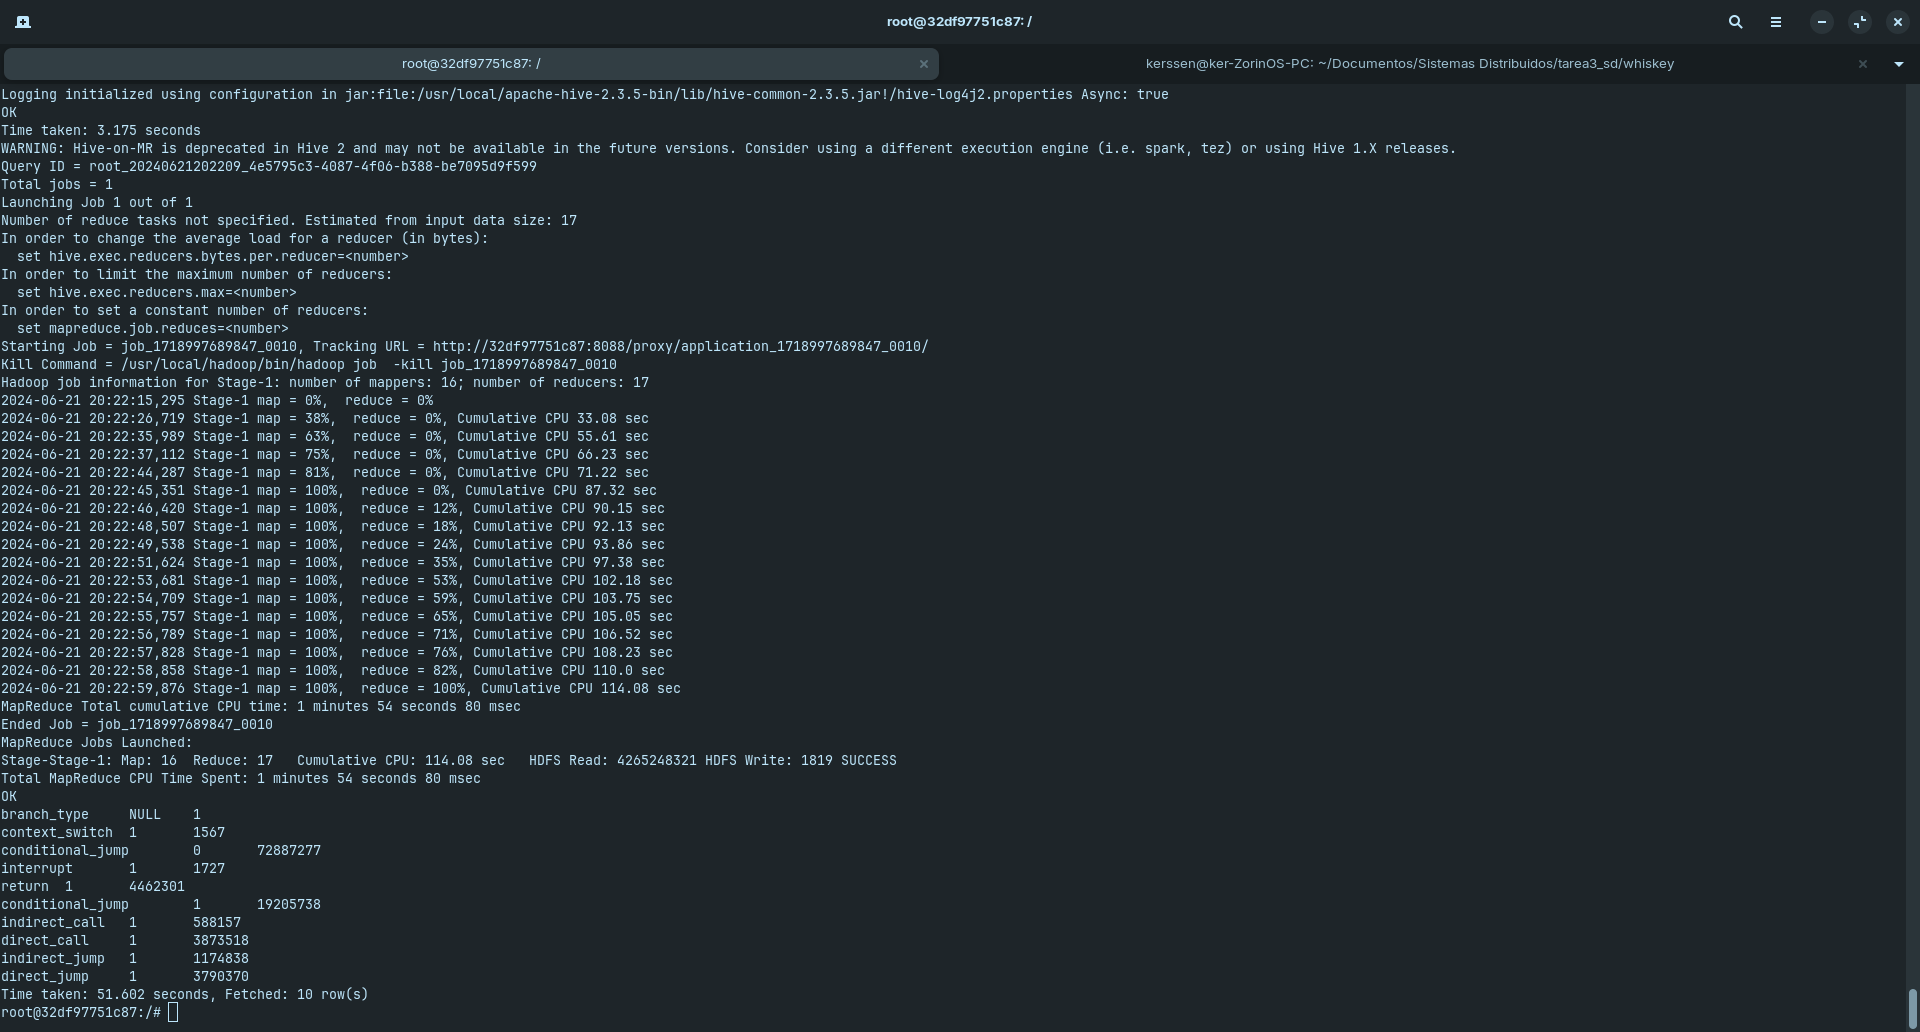 root@32df97751c87: /
root@32df97751c87: /
kerssen@ker-ZorinOS-PC: ~/Documentos/Sistemas Distribuidos/tarea3_sd/whiskey
Logging initialized using configuration in jar:file:/usr/local/apache-hive-2.3.5-bin/lib/hive-common-2.3.5.jar!/hive-log4j2.properties Async: true
OK
Time taken: 3.175 seconds
WARNING: Hive-on-MR is deprecated in Hive 2 and may not be available in the future versions. Consider using a different execution engine (i.e. spark, tez) or using Hive 1.X releases.
Query ID = root_20240621202209_4e5795c3-4087-4f06-b388-be7095d9f599
Total jobs = 1
Launching Job 1 out of 1
Number of reduce tasks not specified. Estimated from input data size: 17
In order to change the average load for a reducer (in bytes):
  set hive.exec.reducers.bytes.per.reducer=<number>
In order to limit the maximum number of reducers:
  set hive.exec.reducers.max=<number>
In order to set a constant number of reducers:
  set mapreduce.job.reduces=<number>
Starting Job = job_1718997689847_0010, Tracking URL = http://32df97751c87:8088/proxy/application_1718997689847_0010/
Kill Command = /usr/local/hadoop/bin/hadoop job  -kill job_1718997689847_0010
Hadoop job information for Stage-1: number of mappers: 16; number of reducers: 17
2024-06-21 20:22:15,295 Stage-1 map = 0%,  reduce = 0%
2024-06-21 20:22:26,719 Stage-1 map = 38%,  reduce = 0%, Cumulative CPU 33.08 sec
2024-06-21 20:22:35,989 Stage-1 map = 63%,  reduce = 0%, Cumulative CPU 55.61 sec
2024-06-21 20:22:37,112 Stage-1 map = 75%,  reduce = 0%, Cumulative CPU 66.23 sec
2024-06-21 20:22:44,287 Stage-1 map = 81%,  reduce = 0%, Cumulative CPU 71.22 sec
2024-06-21 20:22:45,351 Stage-1 map = 100%,  reduce = 0%, Cumulative CPU 87.32 sec
2024-06-21 20:22:46,420 Stage-1 map = 100%,  reduce = 12%, Cumulative CPU 90.15 sec
2024-06-21 20:22:48,507 Stage-1 map = 100%,  reduce = 18%, Cumulative CPU 92.13 sec
2024-06-21 20:22:49,538 Stage-1 map = 100%,  reduce = 24%, Cumulative CPU 93.86 sec
2024-06-21 20:22:51,624 Stage-1 map = 100%,  reduce = 35%, Cumulative CPU 97.38 sec
2024-06-21 20:22:53,681 Stage-1 map = 100%,  reduce = 53%, Cumulative CPU 102.18 sec
2024-06-21 20:22:54,709 Stage-1 map = 100%,  reduce = 59%, Cumulative CPU 103.75 sec
2024-06-21 20:22:55,757 Stage-1 map = 100%,  reduce = 65%, Cumulative CPU 105.05 sec
2024-06-21 20:22:56,789 Stage-1 map = 100%,  reduce = 71%, Cumulative CPU 106.52 sec
2024-06-21 20:22:57,828 Stage-1 map = 100%,  reduce = 76%, Cumulative CPU 108.23 sec
2024-06-21 20:22:58,858 Stage-1 map = 100%,  reduce = 82%, Cumulative CPU 110.0 sec
2024-06-21 20:22:59,876 Stage-1 map = 100%,  reduce = 100%, Cumulative CPU 114.08 sec
MapReduce Total cumulative CPU time: 1 minutes 54 seconds 80 msec
Ended Job = job_1718997689847_0010
MapReduce Jobs Launched:
Stage-Stage-1: Map: 16  Reduce: 17   Cumulative CPU: 114.08 sec   HDFS Read: 4265248321 HDFS Write: 1819 SUCCESS
Total MapReduce CPU Time Spent: 1 minutes 54 seconds 80 msec
OK
branch_type     NULL    1
context_switch  1       1567
conditional_jump        0       72887277
interrupt       1       1727
return  1       4462301
conditional_jump        1       19205738
indirect_call   1       588157
direct_call     1       3873518
indirect_jump   1       1174838
direct_jump     1       3790370
Time taken: 51.602 seconds, Fetched: 10 row(s)
root@32df97751c87:/#